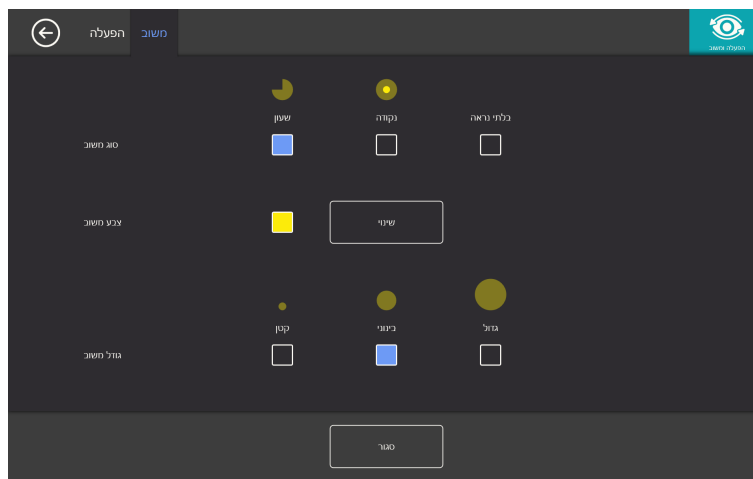 הפעלה ומשוב
משוב
הפעלה
שעון
נקודה
בלתי נראה
סוג משוב
צבע משוב
שינוי
קטן
בינוני
גדול
גודל משוב
סגור